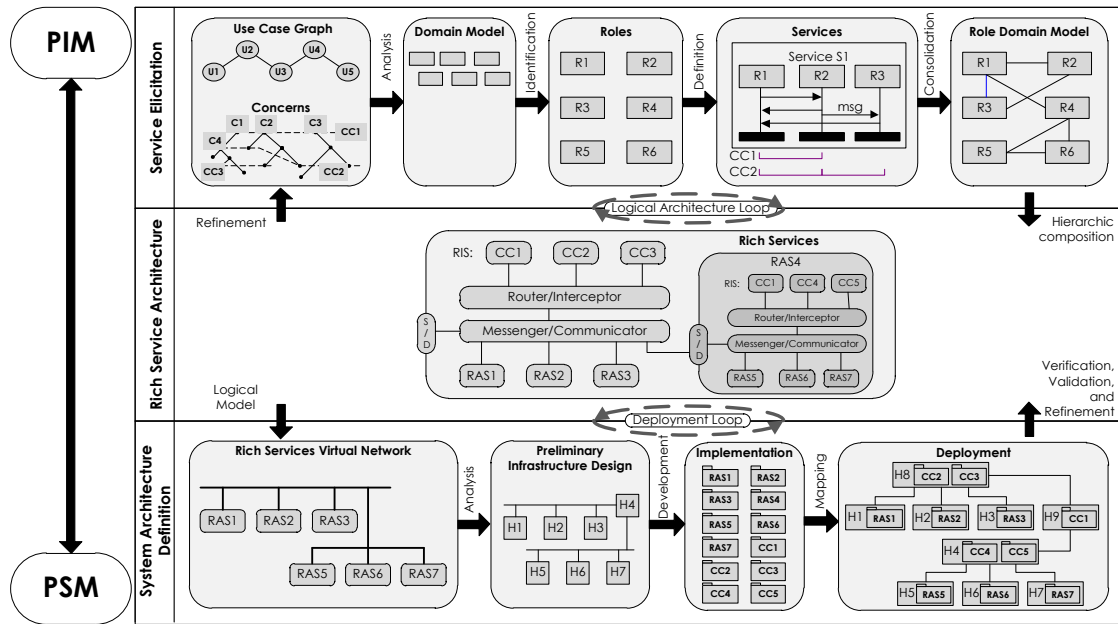 PIM
PSM
Service Elicitation
Rich Service Architecture
System Architecture
Definition
Use Case Graph
U2
U4
U1
U3
U5
Concerns
C1
C2
C3
CC1
C4
CC3
CC2
Analysis
Domain Model
Identification
Roles
R1
R2
R3
R4
R5
R6
Definition
Services
Service S1
R1
R2
R3
msg
CC1
CC2
Consolidation
Role Domain Model
R1
R2
R3
R4
R5
R6
Refinement
Logical Architecture Loop
Hierarchic
composition
Rich Services
RIS:
CC1
CC2
CC3
Router/Interceptor
Messenger/Communicator
S
/
D
RAS1
RAS2
RAS3
RAS4
RIS:
CC1
CC4
CC5
Router/Interceptor
Messenger/Communicator
S
/
D
RAS5
RAS6
RAS7
Logical
Model
Deployment Loop
Verification,
Validation,
and
Refinement
Rich Services Virtual Network
RAS1
RAS2
RAS3
RAS5
RAS6
RAS7
Analysis
Preliminary
Infrastructure Design
H4
H1
H2
H3
H5
H6
H7
Development
Implementation
RAS1
RAS2
RAS3
RAS4
RAS5
RAS6
RAS7
CC1
CC2
CC3
CC4
CC5
Mapping
Deployment
H8
CC2
CC3
H1
RAS1
H2
RAS2
H3
RAS3
H9
CC1
H4
CC4
CC5
H5
RAS5
H6
RAS6
H7
RAS7